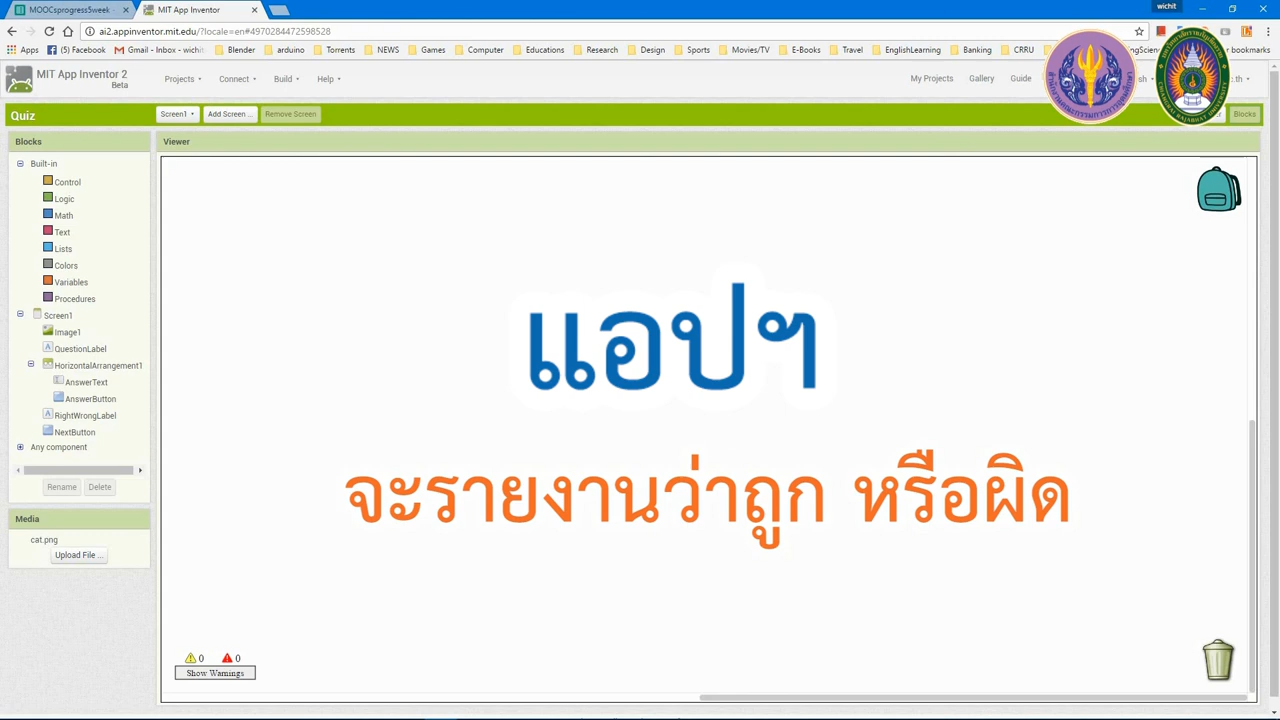 MOOCsprogress5week
MIT App Inventor
wichit
ai2.appinventor.mit.edu/?locale=en#4970284472598528
Apps (5) Facebook Gmail - Inbox - wichit Blender arduino Torrents NEWS Games Computer Educations Research Design Sports Movies/TV E-Books Travel EnglishLearning Banking CRRU bookmarks
MIT App Inventor 2
Beta
Projects Connect Build Help My Projects Gallery Guide
Quiz Screen1 Add Screen ... Remove Screen Blocks
Blocks Viewer
Built-in
Control
Logic
Math
Text
Lists
Colors
Variables
Procedures
Screen1
Image1
QuestionLabel
HorizontalArrangement1
AnswerText
AnswerButton
RightWrongLabel
NextButton
Any component
Rename Delete
Media
cat.png
Upload File ...
แอปฯ
จะรายงานว่าถูก หรือผิด
0 0
Show Warnings